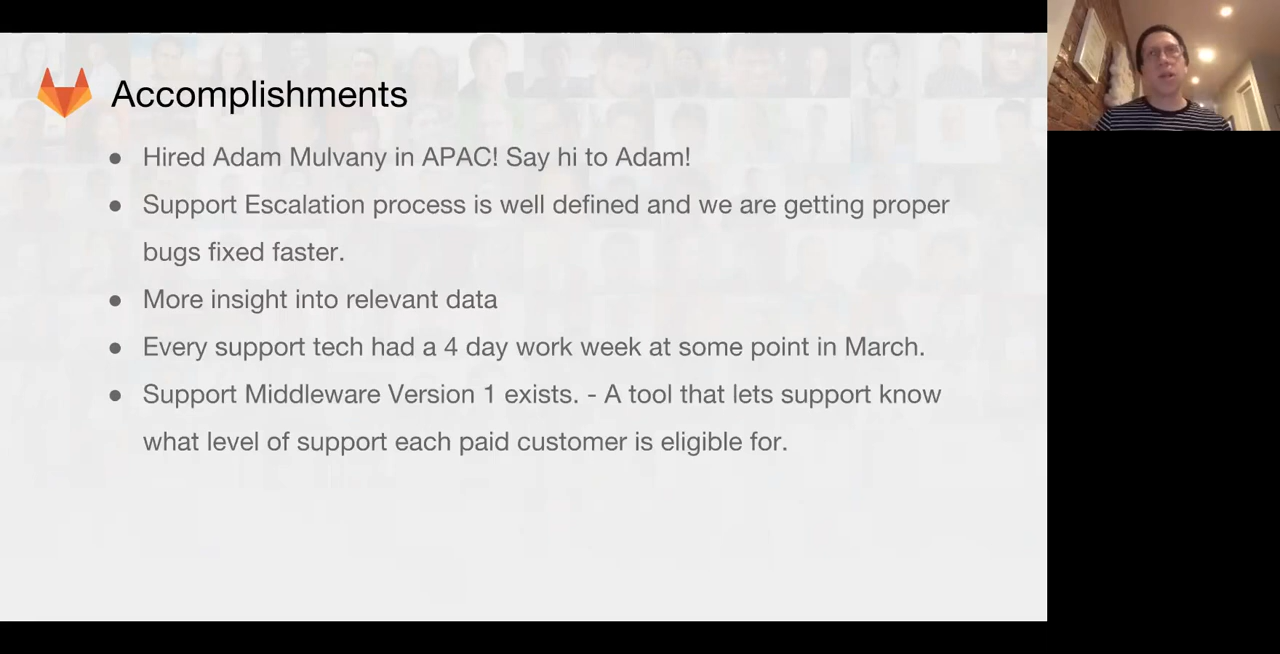 Accomplishments
● Hired Adam Mulvany in APAC! Say hi to Adam!
● Support Escalation process is well defined and we are getting proper
bugs fixed faster.
● More insight into relevant data
● Every support tech had a 4 day work week at some point in March.
● Support Middleware Version 1 exists. - A tool that lets support know
what level of support each paid customer is eligible for.